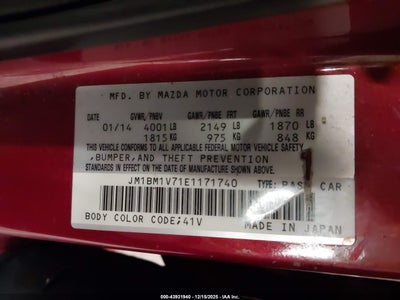 MFD. BY MAZDA MOTOR CORPORATION
DATE GVWR/PNBV GAWR/PNBE FRT GAWR/PNBE RR
01/14 4001 LB 2149 LB 1870 LB
1815 KG 975 KG 848 KG
THIS VEHICLE CONFORMS TO ALL APPLICABLE FEDERAL MOTOR VEHICLE SAFETY
,BUMPER,AND THEFT PREVENTION
STANDARDS IN EFFECT ON THE DATE OF MANUFACTURE SHOWN ABOVE.
1
JM1BM1V71E1171740 TYPE: PASS CAR
BODY COLOR CODE;41V MADE IN JAPAN
000-43931940 - 12/15/2025 - IAA Inc.